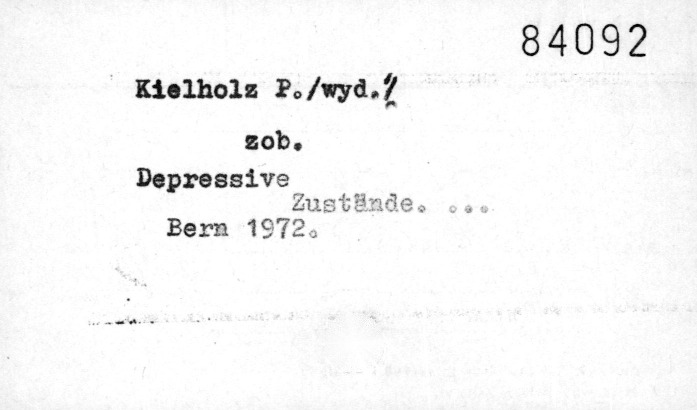 84092
Kielholz P./wyd./
zob.
Depressive
Zustände. ...
Bern 1972.